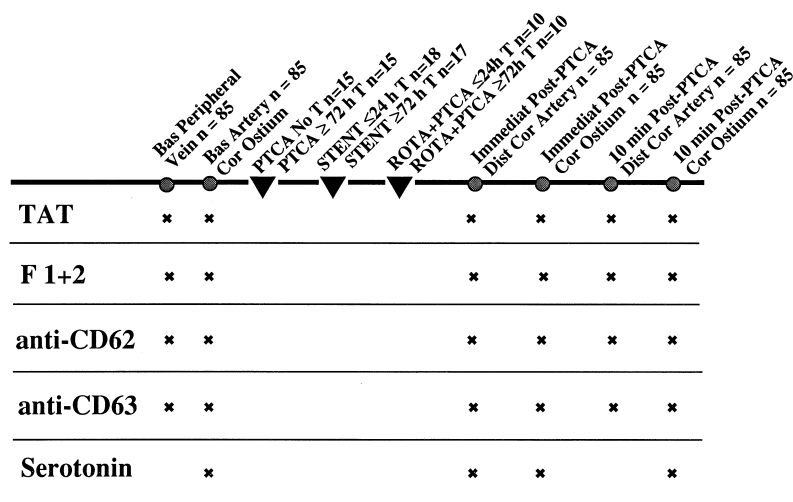 Bas Peripheral
Vein n = 85
Bas Artery n = 85
Cor Ostium
PTCA No T n=15
PTCA ≥ 72 h T n=15
STENT ≤24 h T n=18
STENT ≥72 h T n=17
ROTA+PTCA ≤24h T n=10
ROTA+PTCA ≥72h T n=10
Immediat Post-PTCA
Dist Cor Artery n = 85
Immediat Post-PTCA
Cor Ostium n = 85
10 min Post-PTCA
Dist Cor Artery n = 85
10 min Post-PTCA
Cor Ostium n = 85
TAT
F 1+2
anti-CD62
anti-CD63
Serotonin